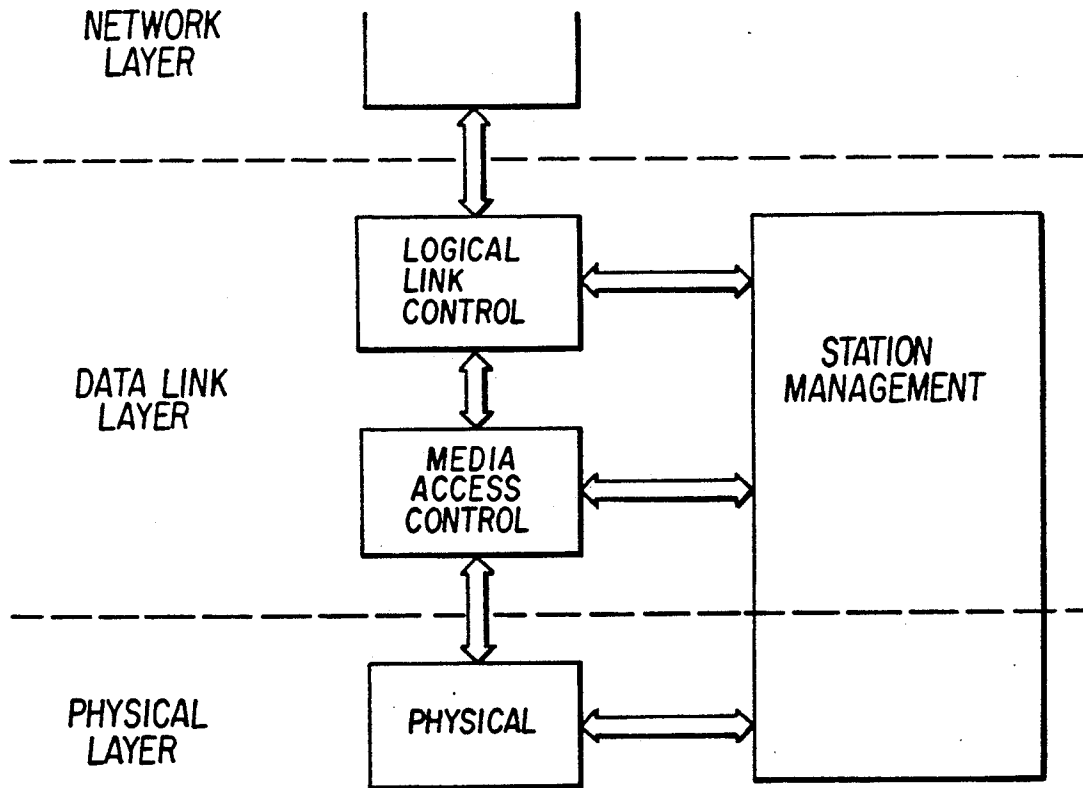 NETWORK
LAYER
LOGICAL
LINK
CONTROL
STATION
MANAGEMENT
DATA LINK
LAYER
MEDIA
ACCESS
CONTROL
PHYSICAL
LAYER
PHYSICAL